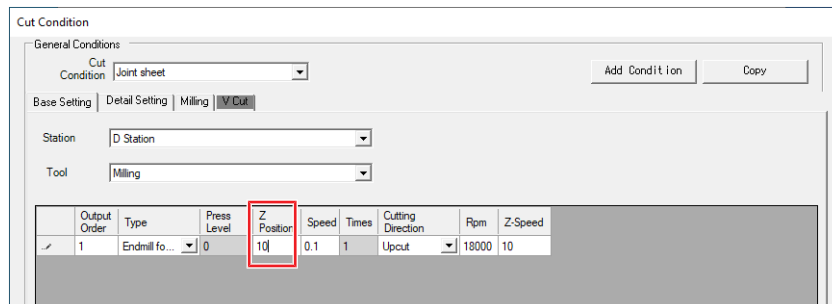 Cut Condition
General Conditions
Cut Condition Joint sheet Add Condition Copy
Base Setting Detail Setting Milling V Cut
Station D Station
Tool Milling
Output Order Type Press Level Z Position Speed Times Cutting Direction Rpm Z-Speed
1 Endmill fo... 0 10 0.1 1 Upcut 18000 10